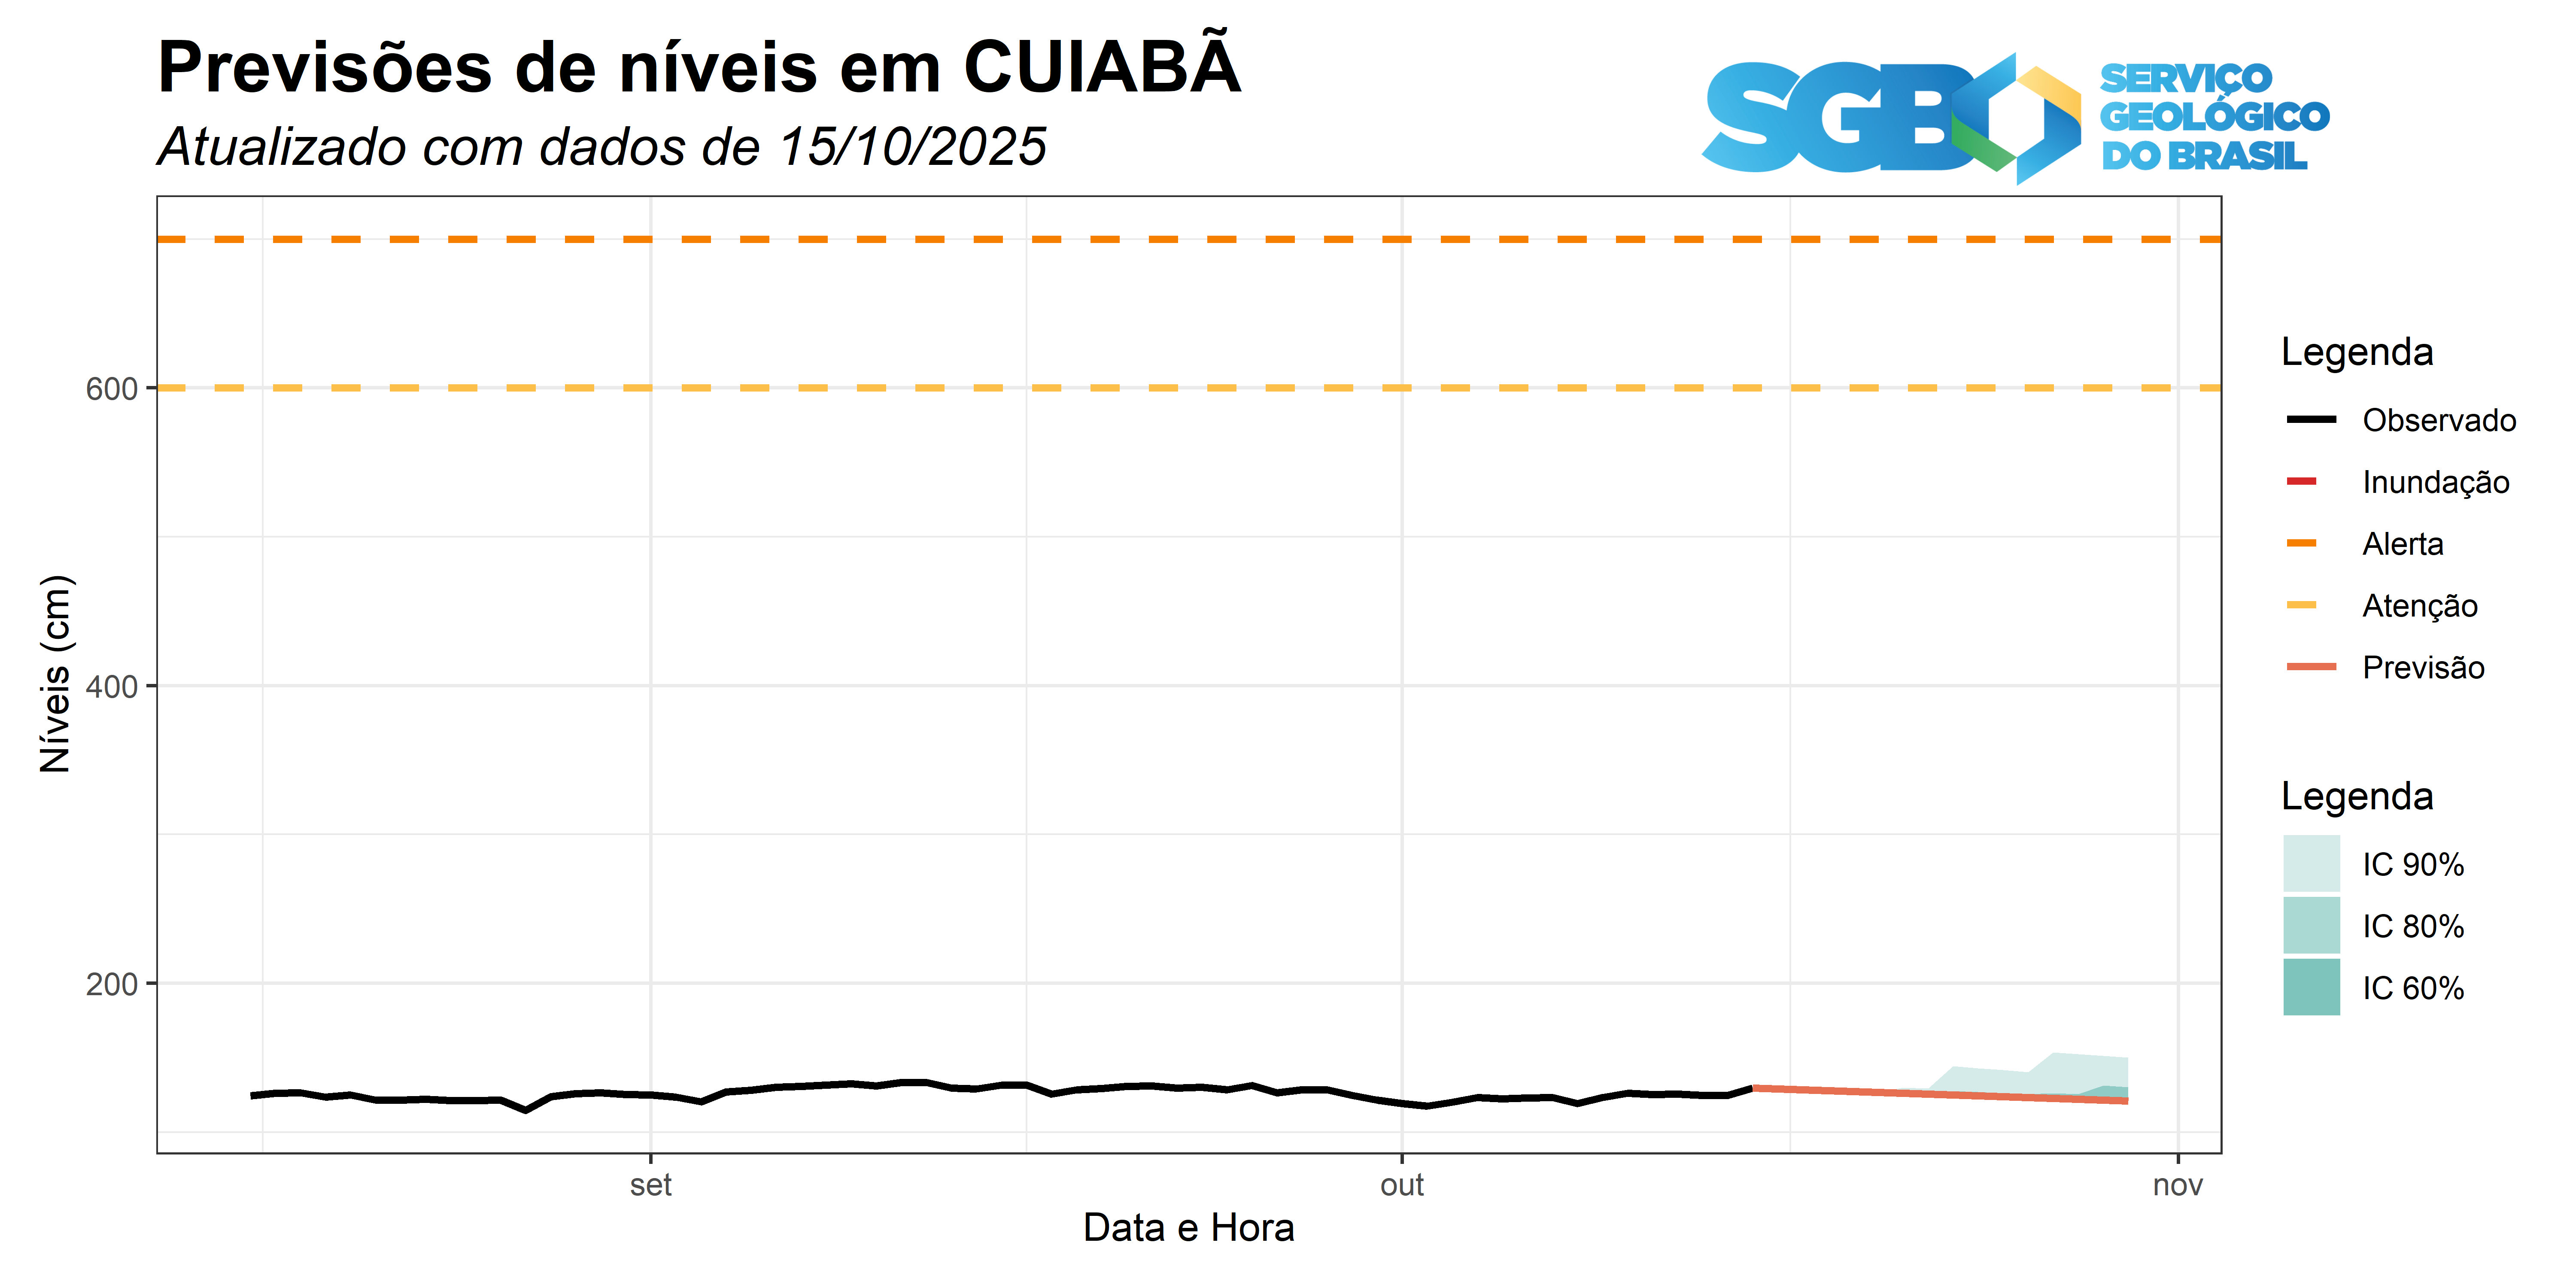 Previsões de níveis em CUIABÃ
Atualizado com dados de 15/10/2025
SGB
SERVIÇO
GEOLÓGICO
DO BRASIL
Níveis (cm)
600
400
200
set
out
nov
Data e Hora
Legenda
Observado
Inundação
Alerta
Atenção
Previsão
Legenda
IC 90%
IC 80%
IC 60%